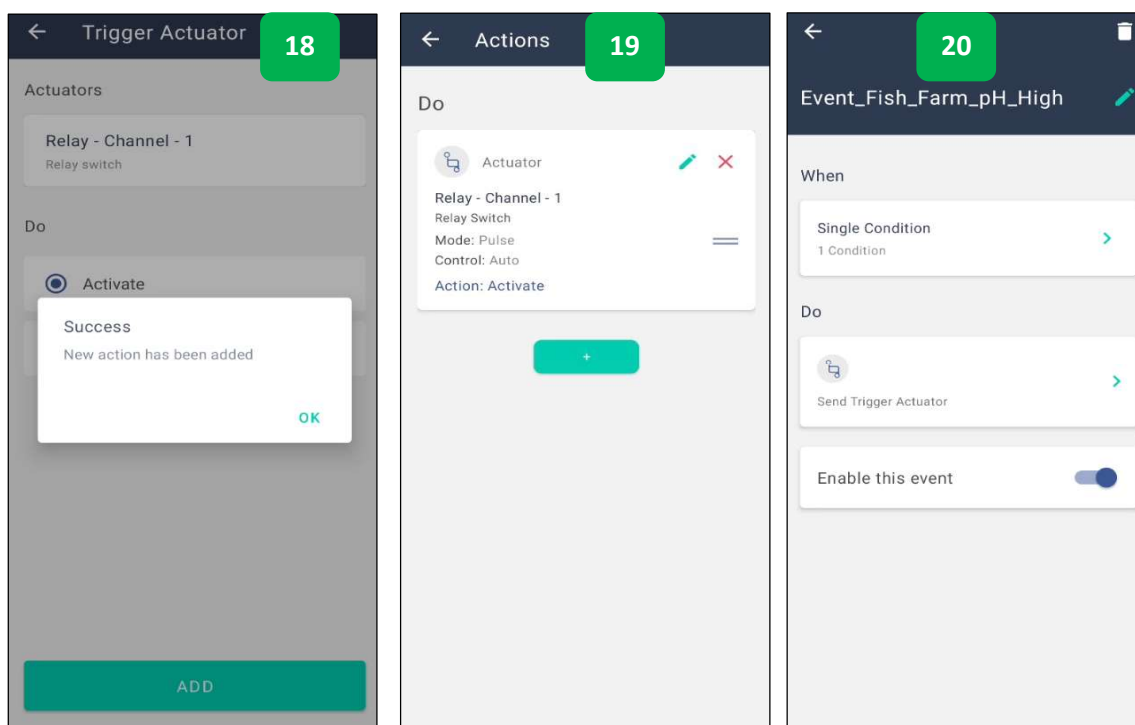 Trigger Actuator
18
Actuators
Relay - Channel - 1
Relay switch
Do
Activate
Success
New action has been added
OK
ADD
Actions
19
Do
Actuator
Relay - Channel - 1
Relay Switch
Mode: Pulse
Control: Auto
Action: Activate
+
20
Event_Fish_Farm_pH_High
When
Single Condition
1 Condition
Do
Send Trigger Actuator
Enable this event